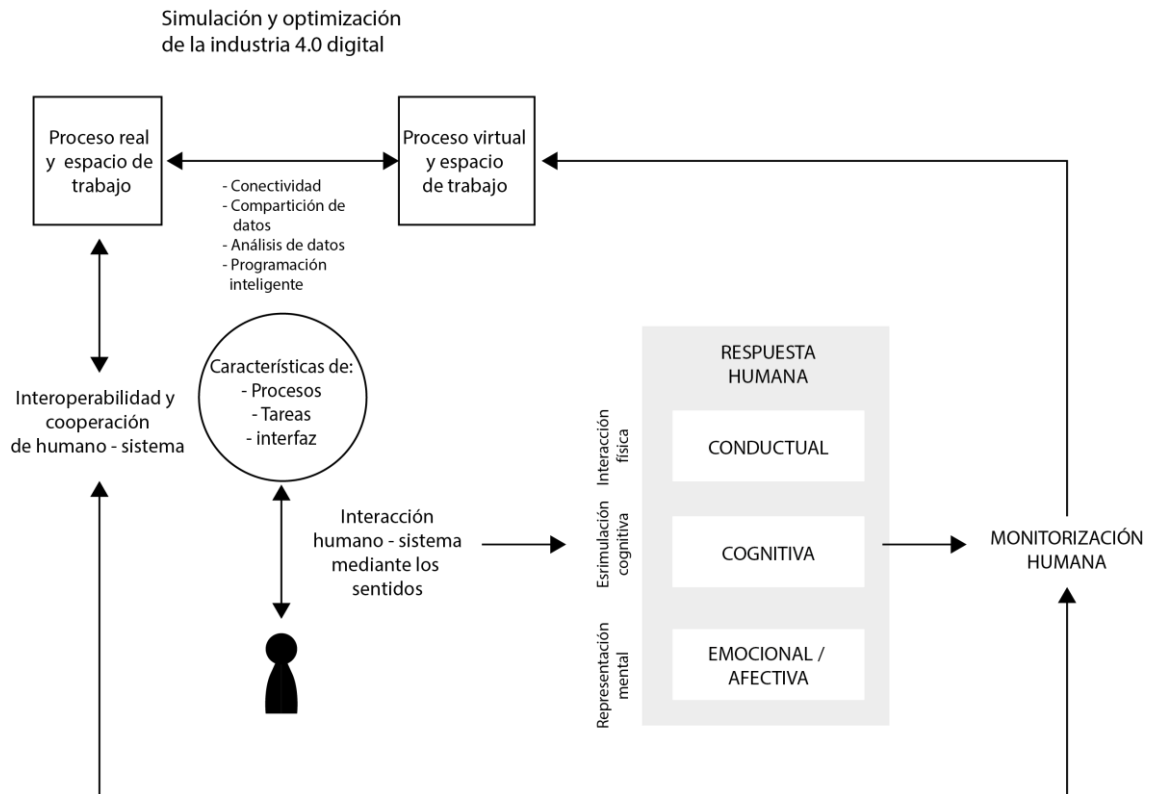 Simulación y optimización
de la industria 4.0 digital
Proceso real
y espacio de
trabajo
Proceso virtual
y espacio
de trabajo
- Conectividad
- Compartición de
datos
- Análisis de datos
- Programación
inteligente
Características de:
- Procesos
- Tareas
- interfaz
Interoperabilidad y
cooperación
de humano - sistema
Interacción
humano - sistema
mediante los
sentidos
RESPUESTA
HUMANA
Interacción
física
CONDUCTUAL
Esrimulación
cognitiva
COGNITIVA
Representación
mental
EMOCIONAL /
AFECTIVA
MONITORIZACIÓN
HUMANA